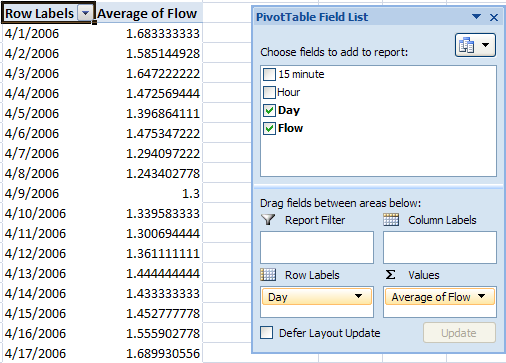 Row Labels Average of Flow
4/1/2006 1.683333333
4/2/2006 1.585144928
4/3/2006 1.647222222
4/4/2006 1.472569444
4/5/2006 1.396864111
4/6/2006 1.475347222
4/7/2006 1.294097222
4/8/2006 1.243402778
4/9/2006 1.3
4/10/2006 1.339583333
4/11/2006 1.300694444
4/12/2006 1.361111111
4/13/2006 1.444444444
4/14/2006 1.433333333
4/15/2006 1.452777778
4/16/2006 1.555902778
4/17/2006 1.689930556
PivotTable Field List
Choose fields to add to report:
15 minute
Hour
Day
Flow
Drag fields between areas below:
Report Filter Column Labels
Row Labels Σ Values
Day Average of Flow
Defer Layout Update Update